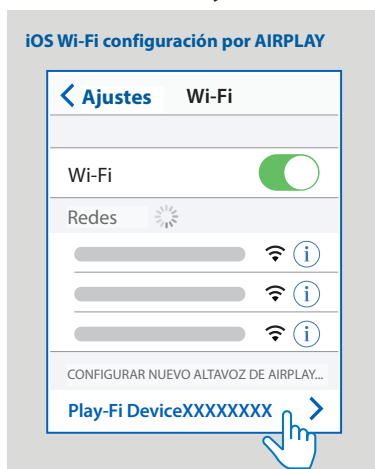 iOS Wi-Fi configuración por AIRPLAY
Ajustes Wi-Fi
Wi-Fi
Redes
CONFIGURAR NUEVO ALTAVOZ DE AIRPLAY...
Play-Fi DeviceXXXXXXXX